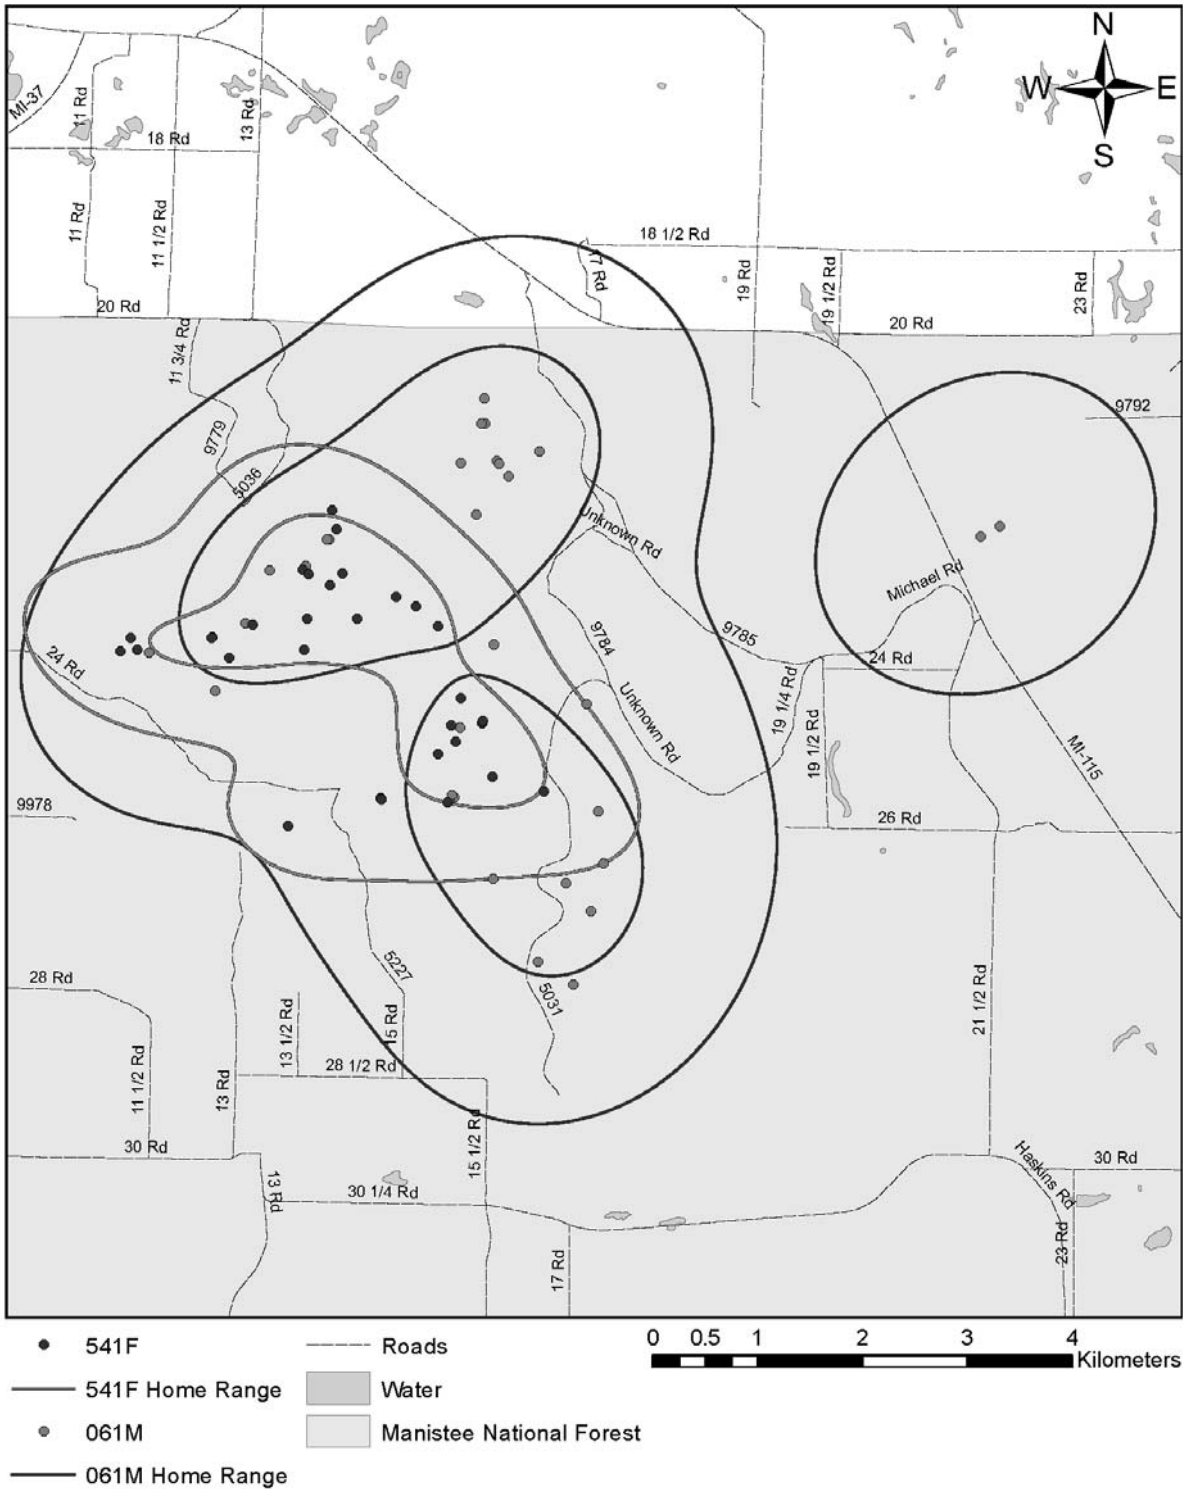 N
W E
S
MI-37
11 Rd
13 Rd
18 Rd
11 Rd
11 1/2 Rd
18 1/2 Rd
17 Rd
19 Rd
19 1/2 Rd
23 Rd
20 Rd
20 Rd
11 3/4 Rd
9792
9779
5036
Unknown Rd
Michael Rd
9784
9785
24 Rd
24 Rd
Unknown Rd
19 1/4 Rd
19 1/2 Rd
MI-115
9978
26 Rd
5227
28 Rd
5031
21 1/2 Rd
13 1/2 Rd
15 Rd
28 1/2 Rd
11 1/2 Rd
13 Rd
15 1/2 Rd
30 Rd
30 Rd
Haskins Rd
13 Rd
30 1/4 Rd
17 Rd
23 Rd
541F
541F Home Range
061M
061M Home Range
Roads
Water
Manistee National Forest
0 0.5 1 2 3 4
Kilometers